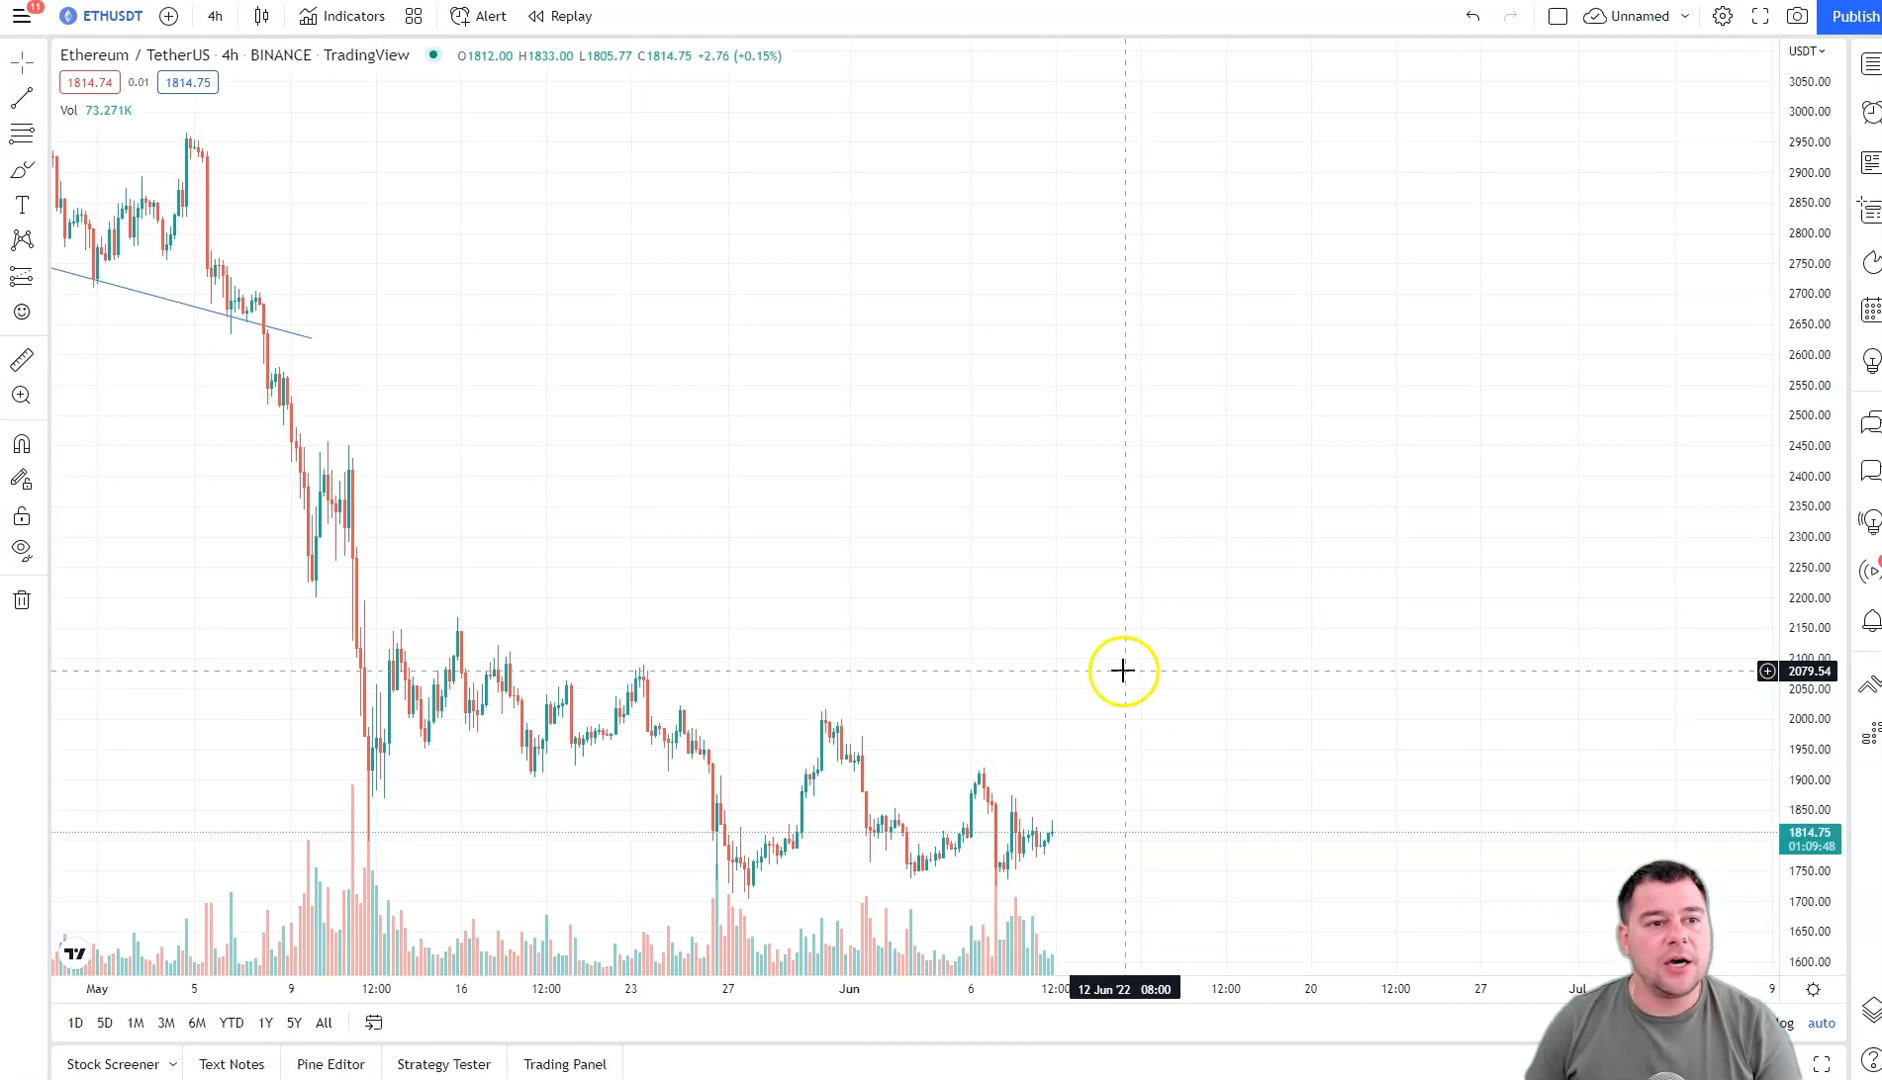 11
ETHUSDT
4h
Indicators
Alert
Replay
Unnamed
Publish
Ethereum / TetherUS · 4h · BINANCE · TradingView
O1812.00 H1833.00 L1805.77 C1814.75 +2.76 (+0.15%)
USDT
1814.74 0.01 1814.75
Vol 73.271K
3050.00
3000.00
2950.00
2900.00
2850.00
2800.00
2750.00
2700.00
2650.00
2600.00
2550.00
2500.00
2450.00
2400.00
2350.00
2300.00
2250.00
2200.00
2150.00
2100.00
2079.54
2050.00
2000.00
1950.00
1900.00
1850.00
1814.75
01:09:48
1750.00
1700.00
1650.00
1600.00
May 5 9 12:00 16 12:00 23 27 Jun 6 12:00 12 Jun '22 08:00 12:00 20 12:00 27 Jul 9
1D 5D 1M 3M 6M YTD 1Y 5Y All
auto
Stock Screener Text Notes Pine Editor Strategy Tester Trading Panel